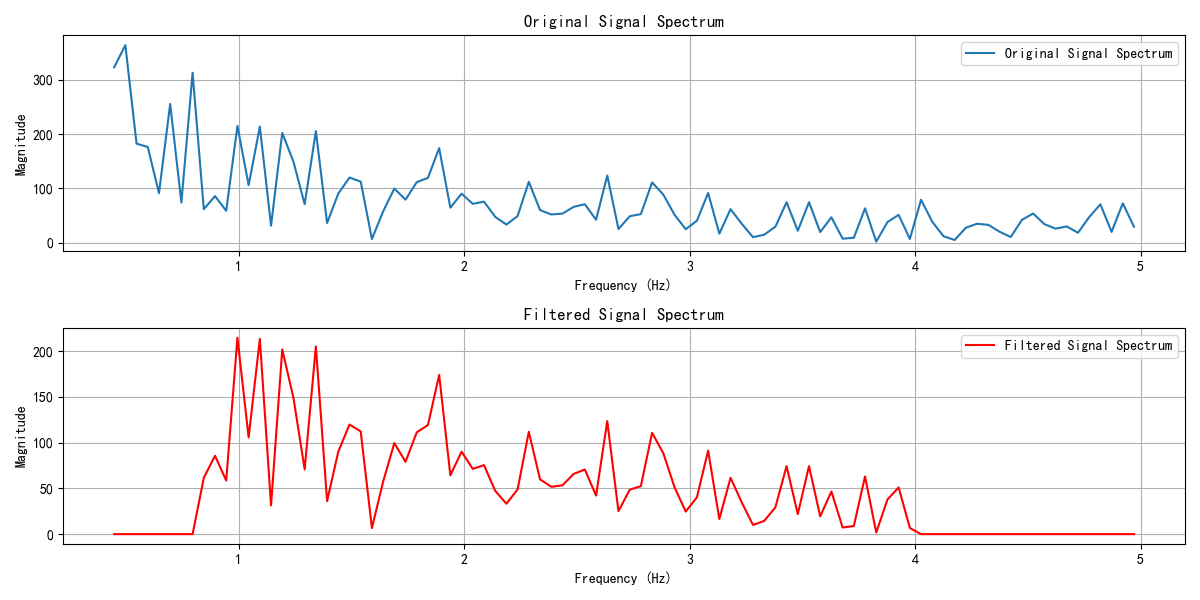 Original Signal Spectrum
Original Signal Spectrum
Magnitude
300
200
100
0
1 2 3 4 5
Frequency (Hz)
Filtered Signal Spectrum
Filtered Signal Spectrum
Magnitude
200
150
100
50
0
1 2 3 4 5
Frequency (Hz)